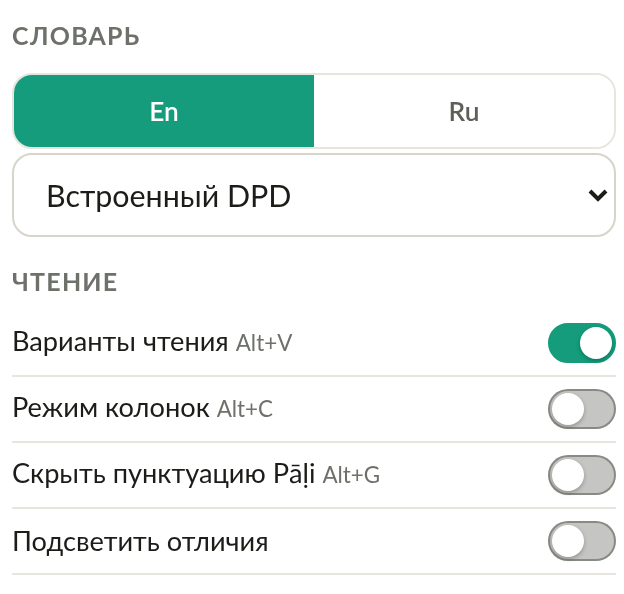 СЛОВАРЬ
En
Ru
Встроенный DPD
ЧТЕНИЕ
Варианты чтения Alt+V
Режим колонок Alt+C
Скрыть пунктуацию Pāḷi Alt+G
Подсветить отличия